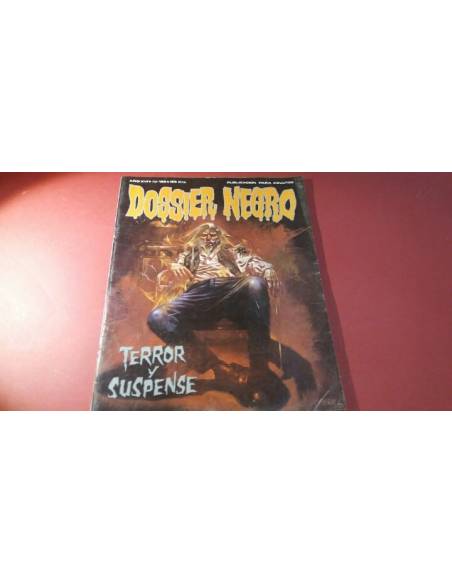 PUBLICACION PARA ADULTOS
DOSSIER NEGRO
TERROR
Y
SUSPENSE